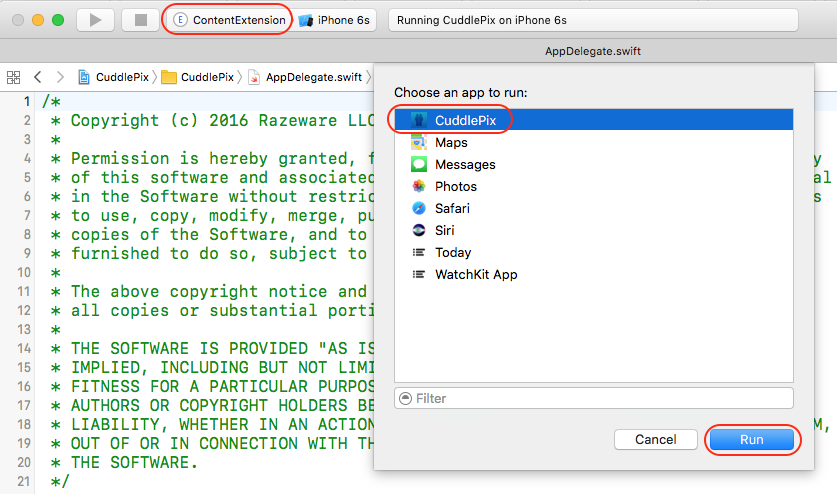 E ContentExtension iPhone 6s Running CuddlePix on iPhone 6s
AppDelegate.swift
CuddlePix CuddlePix AppDelegate.swift
Choose an app to run:
CuddlePix
Maps
Messages
Photos
Safari
Siri
Today
WatchKit App
Filter
Cancel Run
1 /*
2 * Copyright (c) 2016 Razeware LLC
3 *
4 * Permission is hereby granted, f y
5 * of this software and associated al
6 * in the Software without restric s
7 * to use, copy, modify, merge, pu
8 * copies of the Software, and to
9 * furnished to do so, subject to
10 *
11 * The above copyright notice and
12 * all copies or substantial porti
13 *
14 * THE SOFTWARE IS PROVIDED "AS IS
15 * IMPLIED, INCLUDING BUT NOT LIMI
16 * FITNESS FOR A PARTICULAR PURPOS
17 * AUTHORS OR COPYRIGHT HOLDERS BE
18 * LIABILITY, WHETHER IN AN ACTION M,
19 * OUT OF OR IN CONNECTION WITH TH
20 * THE SOFTWARE.
21 */